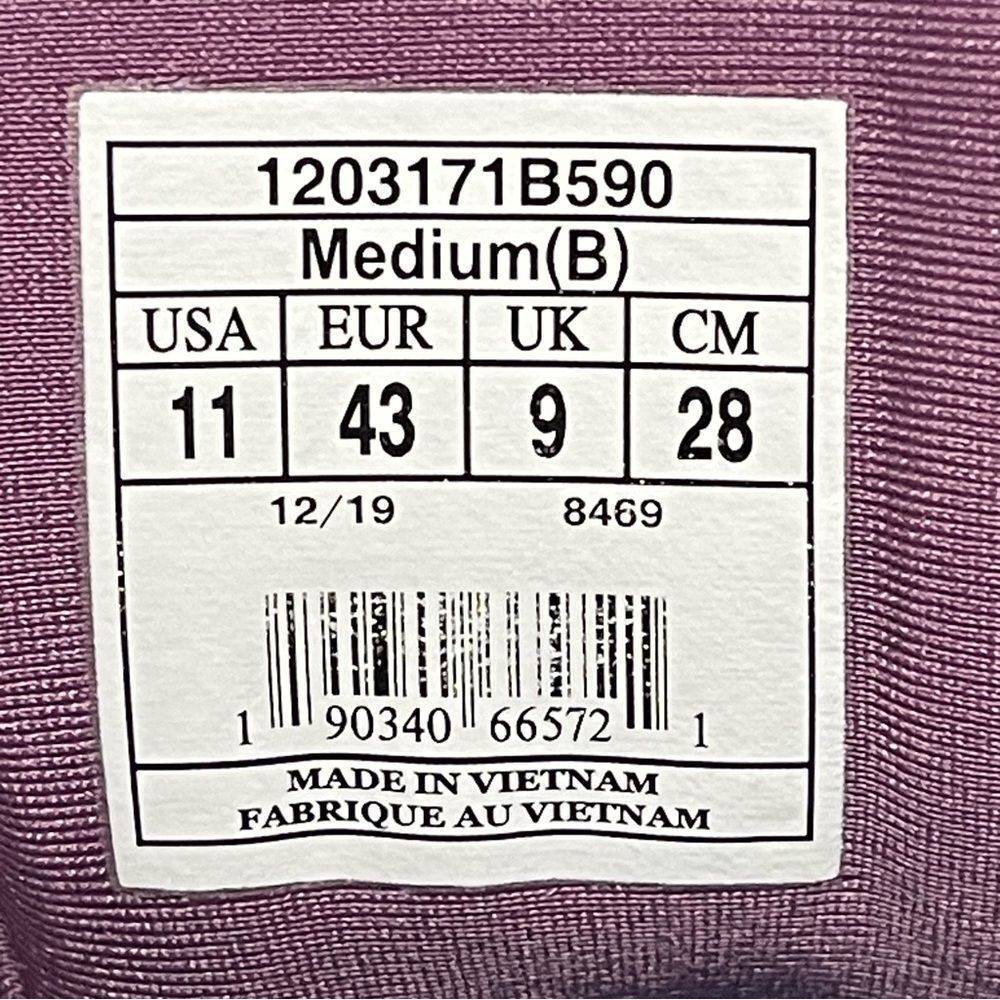 1203171B590
Medium(B)
USA EUR UK CM
11 43 9 28
12/19 8469
1 90340 66572 1
MADE IN VIETNAM
FABRIQUE AU VIETNAM